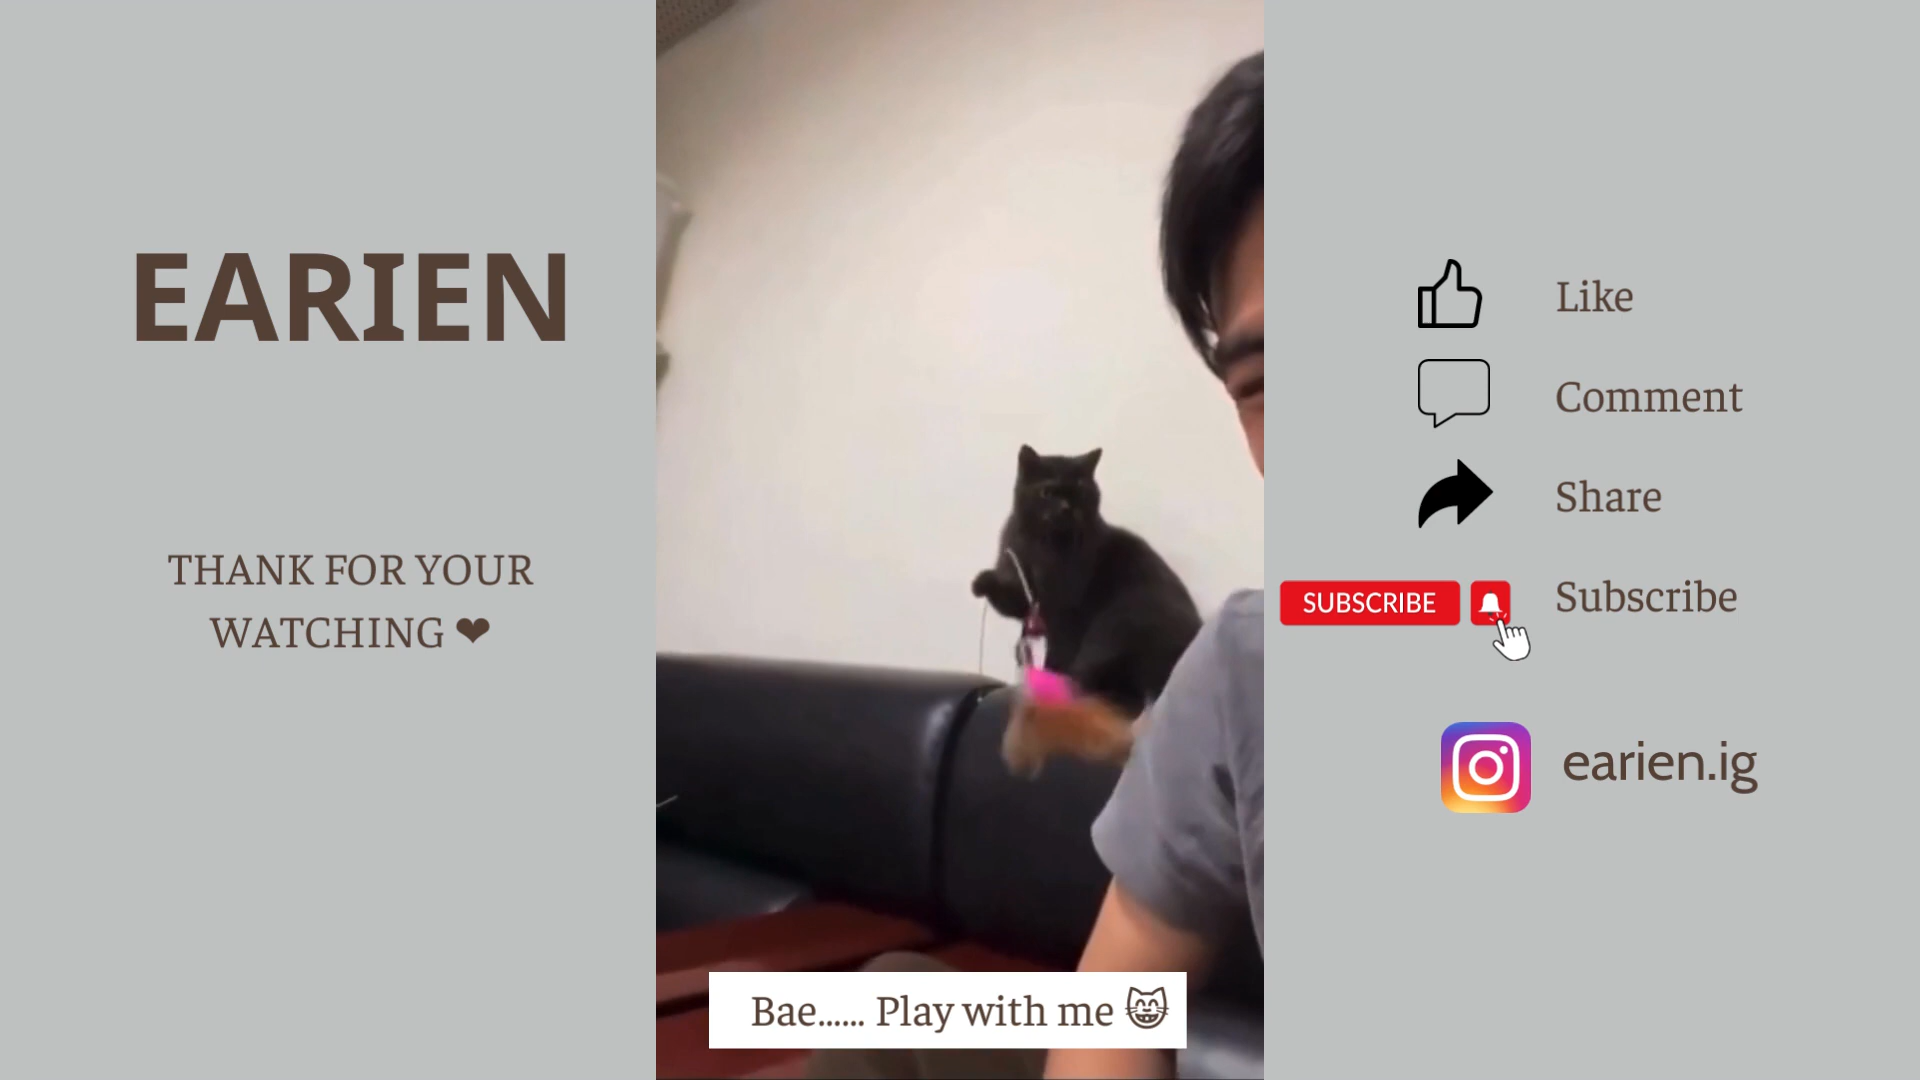 EARIEN
THANK FOR YOUR
WATCHING ❤
Bae...... Play with me 😸
Like
Comment
Share
SUBSCRIBE
Subscribe
earien.ig